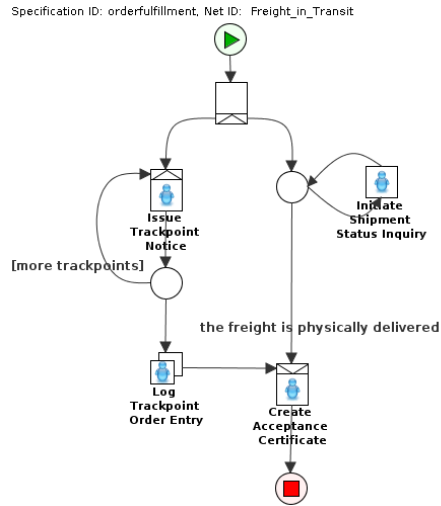 Specification ID: orderfulfillment, Net ID: Freight_in_Transit
Issue
Trackpoint
Notice
Initiate
Shipment
Status Inquiry
[more trackpoints]
the freight is physically delivered
Log
Trackpoint
Order Entry
Create
Acceptance
Certificate